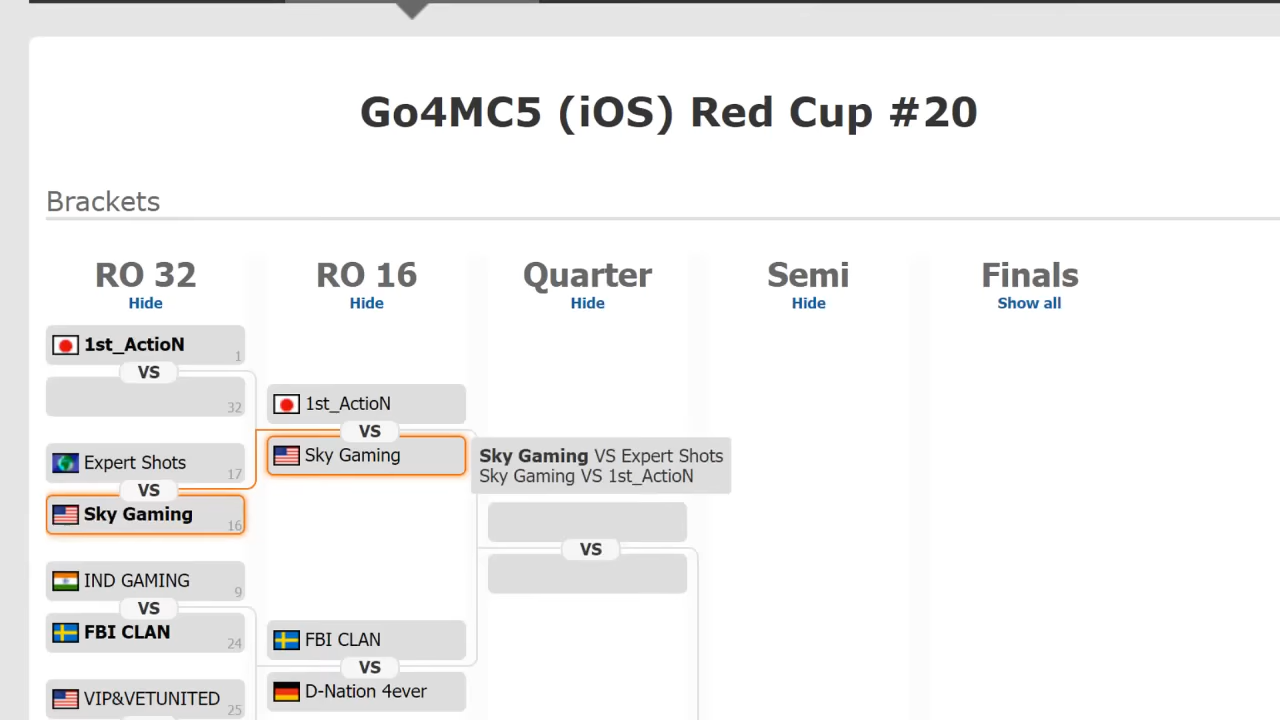 Go4MC5 (iOS) Red Cup #20
Brackets
RO 32
Hide
RO 16
Hide
Quarter
Hide
Semi
Hide
Finals
Show all
1st_ActioN
1
VS
32
Expert Shots
17
VS
Sky Gaming
16
IND GAMING
9
VS
FBI CLAN
24
VIP&VETUNITED
25
1st_ActioN
VS
Sky Gaming
FBI CLAN
VS
D-Nation 4ever
Sky Gaming VS Expert Shots
Sky Gaming VS 1st_ActioN
VS